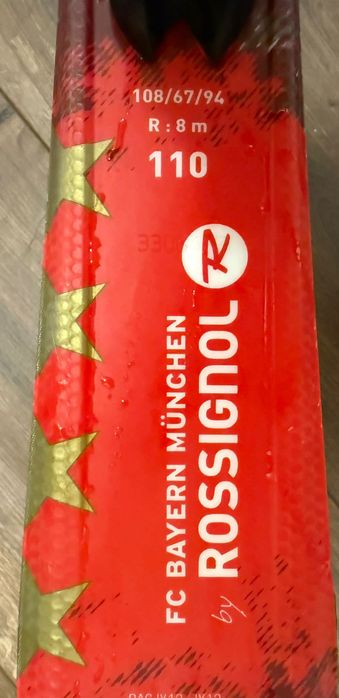 108/67/94
R : 8 m
110
R
FC BAYERN MÜNCHEN
by ROSSIGNOL